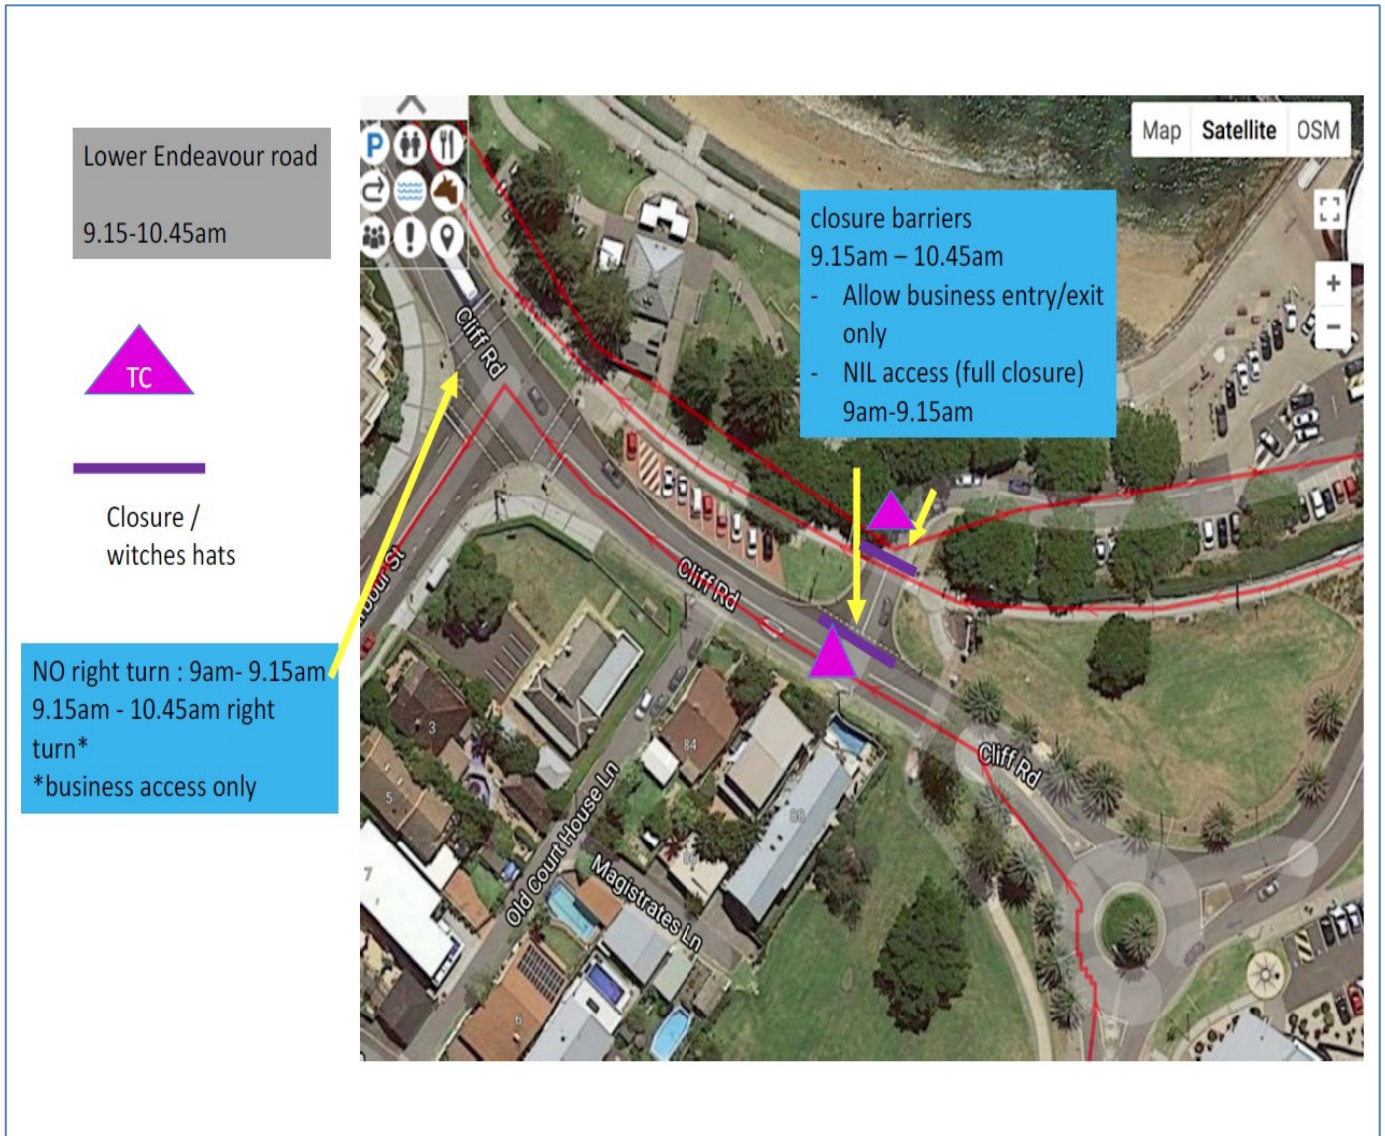 Lower Endeavour road
9.15-10.45am
TC
Closure /
witches hats
NO right turn : 9am- 9.15am
9.15am - 10.45am right
turn*
*business access only
P
Map
Satellite
OSM
closure barriers
9.15am – 10.45am
- Allow business entry/exit
only
- NIL access (full closure)
9am-9.15am
+
−
Cliff Rd
Cliff Rd
Cliff Rd
bour St
Old Court House Ln
Magistrates Ln
3
5
7
84
88
6